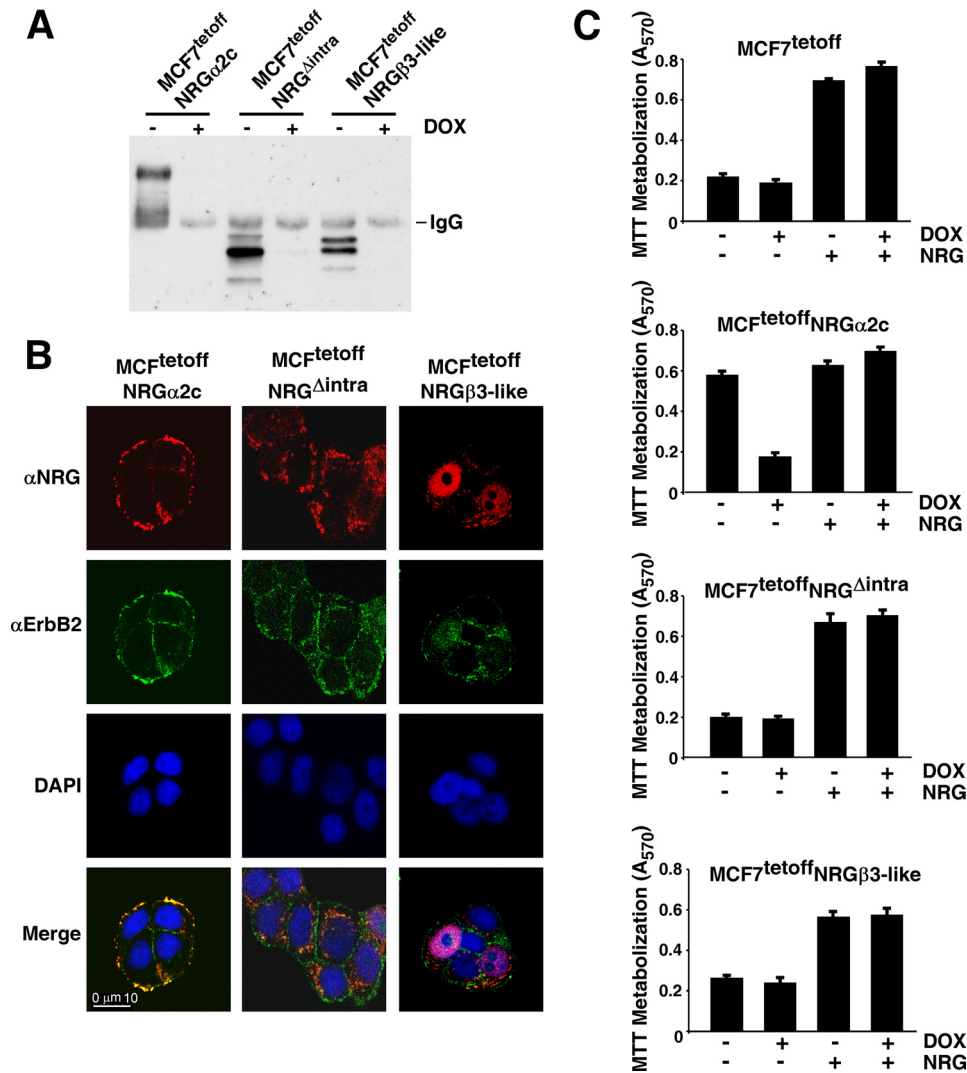 A
MCF7tetoff
NRGα2c
MCF7tetoff
NRGΔintra
MCF7tetoff
NRGβ3-like
- + - + - + DOX
IgG
B
MCFtetoff
NRGα2c
MCFtetoff
NRGΔintra
MCFtetoff
NRGβ3-like
αNRG
αErbB2
DAPI
Merge
0 μm 10
C
MCF7tetoff
MTT Metabolization (A570)
0.8
0.6
0.4
0.2
0
- + - + DOX
- - + + NRG
MCFtetoffNRGα2c
MTT Metabolization (A570)
0.8
0.6
0.4
0.2
0
- + - + DOX
- - + + NRG
MCF7tetoffNRGΔintra
MTT Metabolization (A570)
0.8
0.6
0.4
0.2
0
- + - + DOX
- - + + NRG
MCF7tetoffNRGβ3-like
MTT Metabolization (A570)
0.8
0.6
0.4
0.2
0
- + - + DOX
- - + + NRG